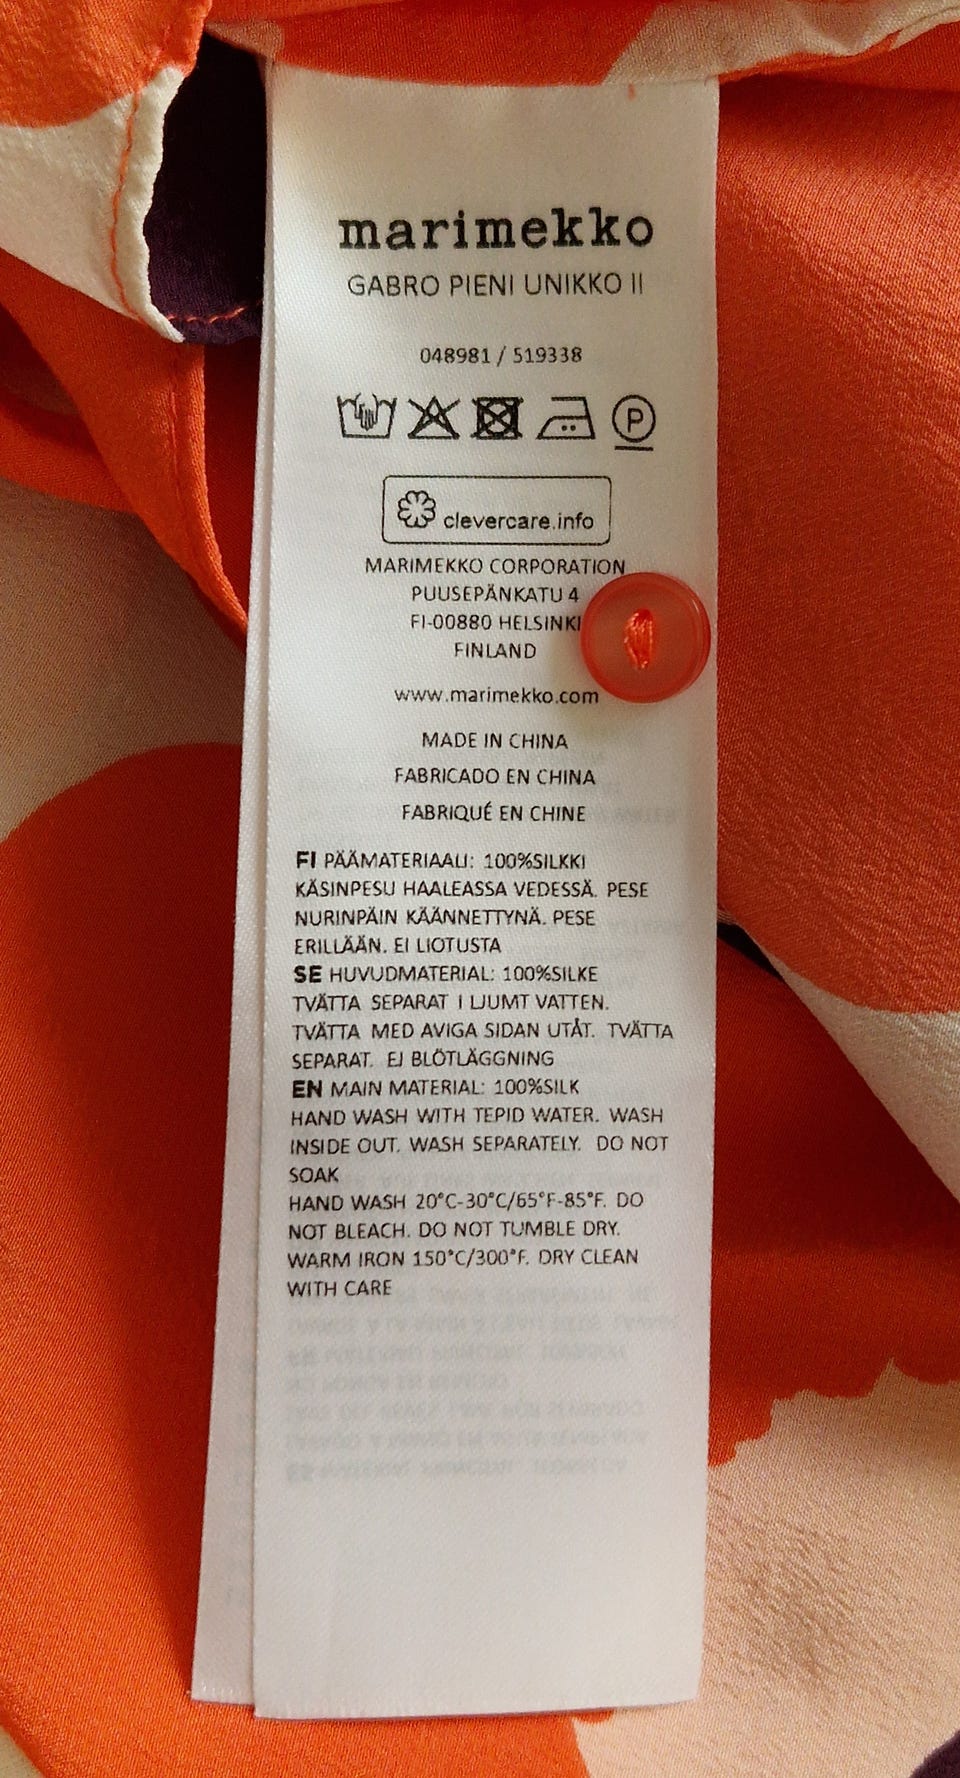 marimekko
GABRO PIENI UNIKKO II
048981 / 519338
P
clevercare.info
MARIMEKKO CORPORATION
PUUSEPÄNKATU 4
FI-00880 HELSINKI
FINLAND
www.marimekko.com
MADE IN CHINA
FABRICADO EN CHINA
FABRIQUÉ EN CHINE
FI PÄÄMATERIAALI: 100%SILKKI
KÄSINPESU HAALEASSA VEDESSÄ. PESE
NURINPÄIN KÄÄNNETTYNÄ. PESE
ERILLÄÄN. EI LIOTUSTA
SE HUVUDMATERIAL: 100%SILKE
TVÄTTA SEPARAT I LJUMT VATTEN.
TVÄTTA MED AVIGA SIDAN UTÅT. TVÄTTA
SEPARAT. EJ BLÖTLÄGGNING
EN MAIN MATERIAL: 100%SILK
HAND WASH WITH TEPID WATER. WASH
INSIDE OUT. WASH SEPARATELY. DO NOT
SOAK
HAND WASH 20°C-30°C/65°F-85°F. DO
NOT BLEACH. DO NOT TUMBLE DRY.
WARM IRON 150°C/300°F. DRY CLEAN
WITH CARE